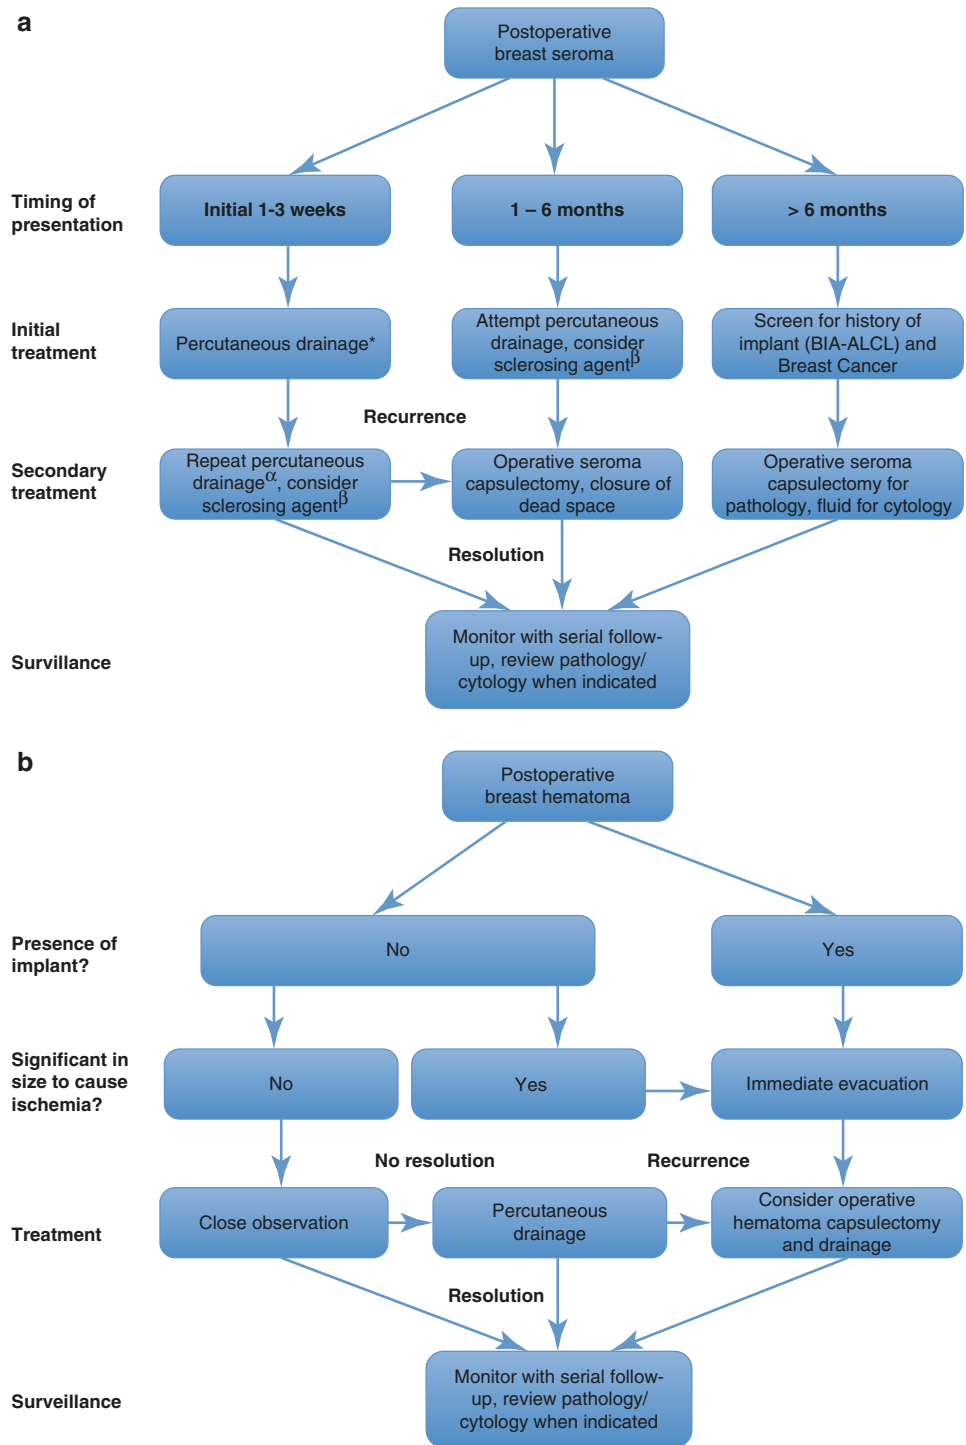 a
Postoperative
breast seroma
Timing of
presentation
Initial 1-3 weeks
1 – 6 months
> 6 months
Initial
treatment
Percutaneous drainage*
Attempt percutaneous
drainage, consider
sclerosing agentβ
Screen for history of
implant (BIA-ALCL) and
Breast Cancer
Recurrence
Secondary
treatment
Repeat percutaneous
drainageα, consider
sclerosing agentβ
Operative seroma
capsulectomy, closure of
dead space
Operative seroma
capsulectomy for
pathology, fluid for cytology
Resolution
Survillance
Monitor with serial follow-
up, review pathology/
cytology when indicated
b
Postoperative
breast hematoma
Presence of
implant?
No
Yes
Significant in
size to cause
ischemia?
No
Yes
Immediate evacuation
No resolution
Recurrence
Treatment
Close observation
Percutaneous
drainage
Consider operative
hematoma capsulectomy
and drainage
Resolution
Surveillance
Monitor with serial follow-
up, review pathology/
cytology when indicated